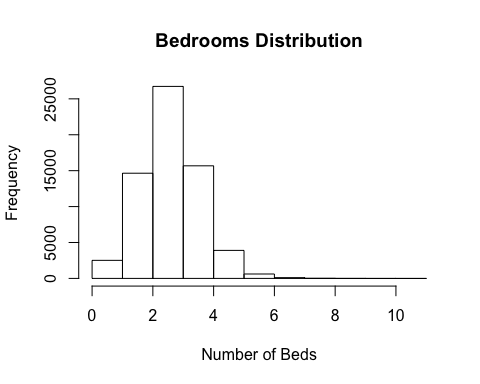 Bedrooms Distribution
Frequency
25000
15000
5000
0
0 2 4 6 8 10
Number of Beds